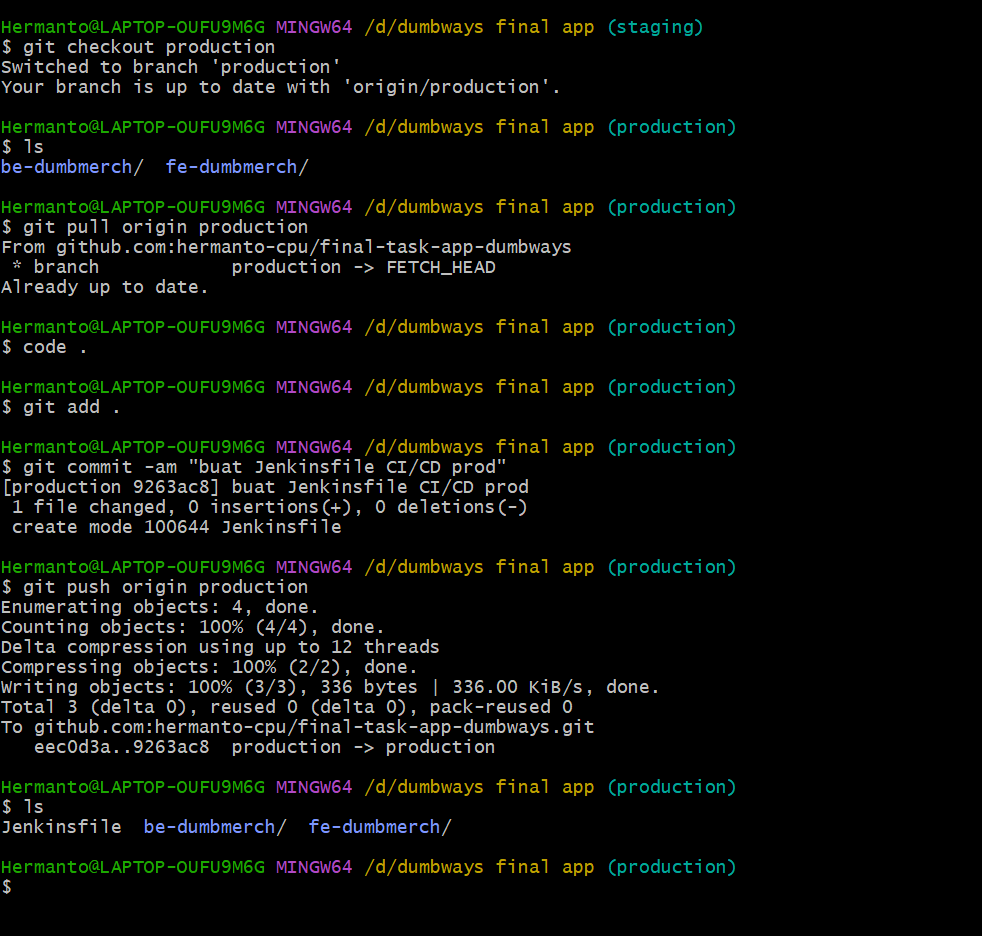 Hermanto@LAPTOP-OUFU9M6G MINGW64 /d/dumbways final app (staging)
$ git checkout production
Switched to branch 'production'
Your branch is up to date with 'origin/production'.
Hermanto@LAPTOP-OUFU9M6G MINGW64 /d/dumbways final app (production)
$ ls
be-dumbmerch/  fe-dumbmerch/
Hermanto@LAPTOP-OUFU9M6G MINGW64 /d/dumbways final app (production)
$ git pull origin production
From github.com:hermanto-cpu/final-task-app-dumbways
 * branch            production -> FETCH_HEAD
Already up to date.
Hermanto@LAPTOP-OUFU9M6G MINGW64 /d/dumbways final app (production)
$ code .
Hermanto@LAPTOP-OUFU9M6G MINGW64 /d/dumbways final app (production)
$ git add .
Hermanto@LAPTOP-OUFU9M6G MINGW64 /d/dumbways final app (production)
$ git commit -am "buat Jenkinsfile CI/CD prod"
[production 9263ac8] buat Jenkinsfile CI/CD prod
 1 file changed, 0 insertions(+), 0 deletions(-)
 create mode 100644 Jenkinsfile
Hermanto@LAPTOP-OUFU9M6G MINGW64 /d/dumbways final app (production)
$ git push origin production
Enumerating objects: 4, done.
Counting objects: 100% (4/4), done.
Delta compression using up to 12 threads
Compressing objects: 100% (2/2), done.
Writing objects: 100% (3/3), 336 bytes | 336.00 KiB/s, done.
Total 3 (delta 0), reused 0 (delta 0), pack-reused 0
To github.com:hermanto-cpu/final-task-app-dumbways.git
   eec0d3a..9263ac8  production -> production
Hermanto@LAPTOP-OUFU9M6G MINGW64 /d/dumbways final app (production)
$ ls
Jenkinsfile  be-dumbmerch/  fe-dumbmerch/
Hermanto@LAPTOP-OUFU9M6G MINGW64 /d/dumbways final app (production)
$